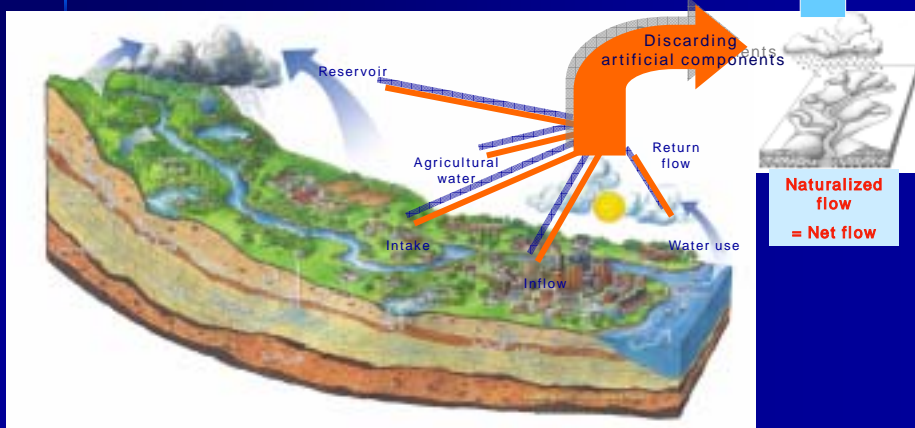 Discarding
artificial components
Reservoir
Agricultural
water
Return
flow
Intake
Water use
Inflow
Naturalized
flow
= Net flow